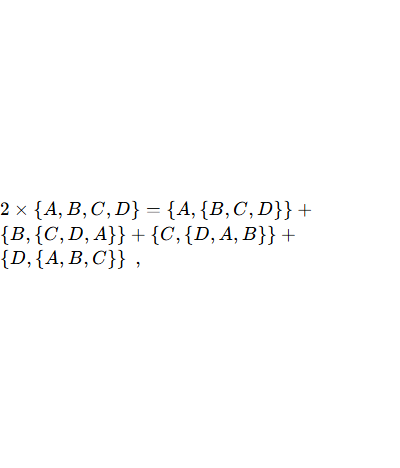 2 × {A, B, C, D} = {A, {B, C, D}} +
{B, {C, D, A}} + {C, {D, A, B}} +
{D, {A, B, C}} ,